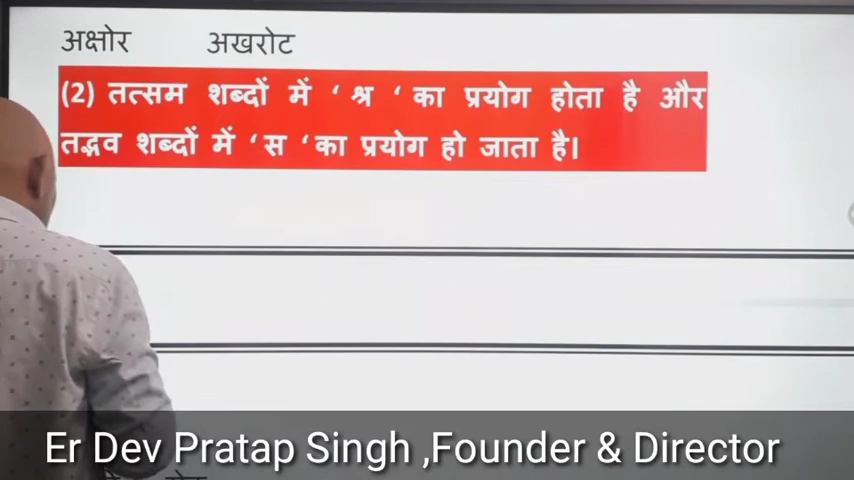 अक्षोर अखरोट
(2) तत्सम शब्दों में ‘ श्र ‘ का प्रयोग होता है और
तद्भव शब्दों में ‘ स ‘ का प्रयोग हो जाता है।
Er Dev Pratap Singh ,Founder & Director